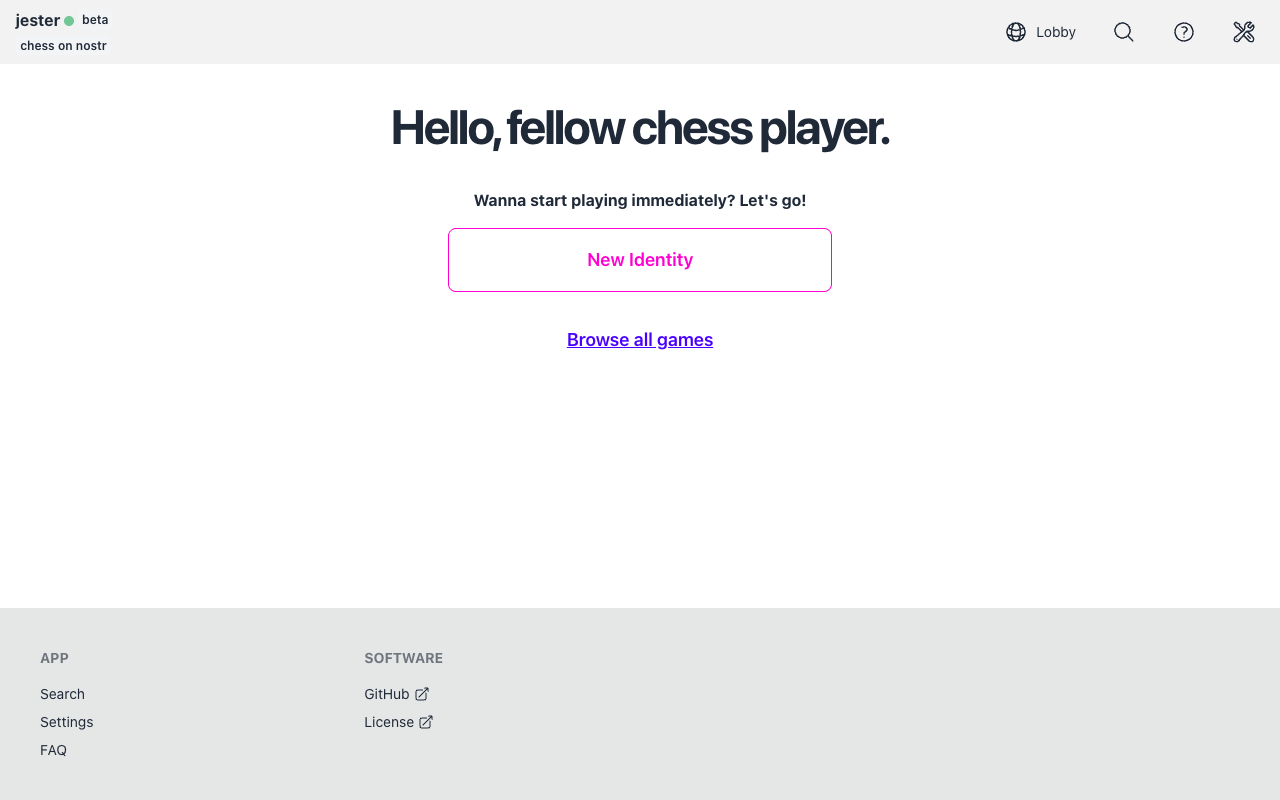 jester beta
chess on nostr
Lobby
Hello, fellow chess player.
Wanna start playing immediately? Let's go!
New Identity
Browse all games
APP
Search
Settings
FAQ
SOFTWARE
GitHub
License